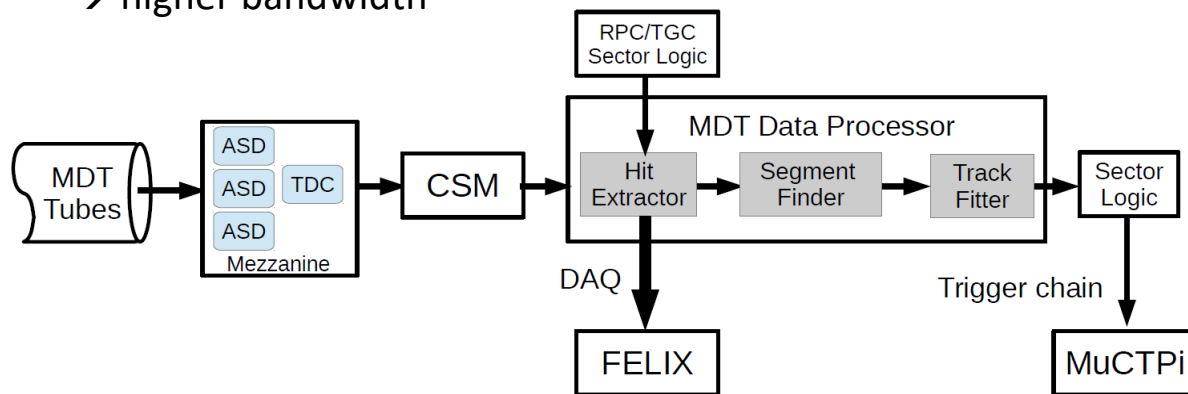 → higher bandwidth
RPC/TGC
Sector Logic
MDT Data Processor
MDT
Tubes
ASD
ASD
ASD
TDC
Mezzanine
CSM
Hit
Extractor
Segment
Finder
Track
Fitter
Sector
Logic
DAQ
Trigger chain
FELIX
MuCTPi